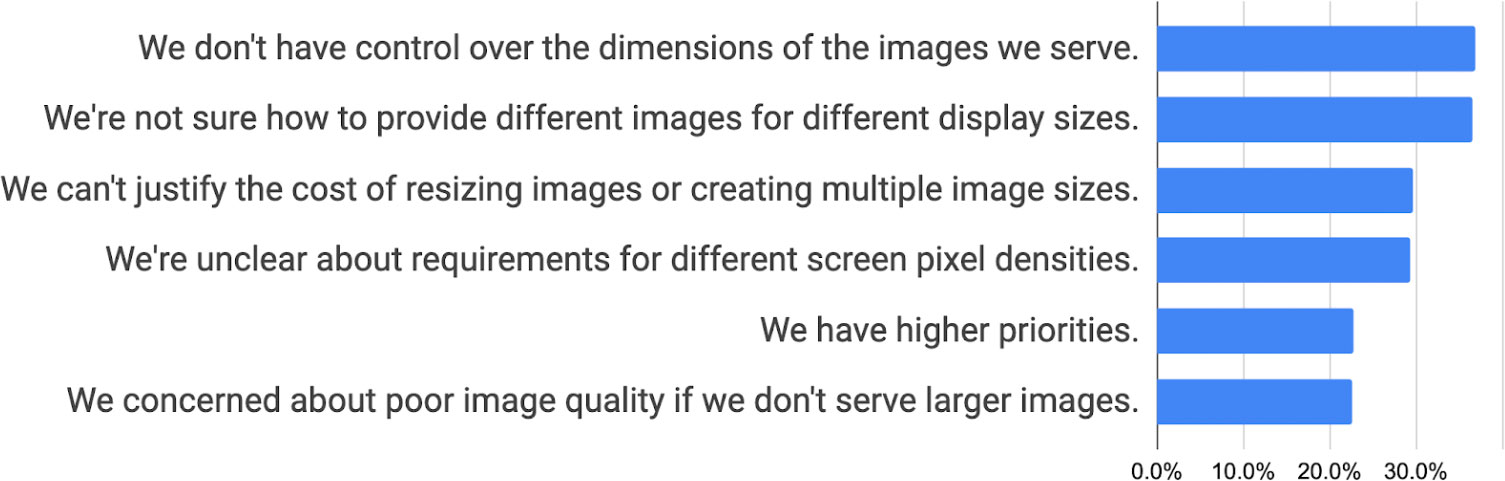 We don't have control over the dimensions of the images we serve.
We're not sure how to provide different images for different display sizes.
We can't justify the cost of resizing images or creating multiple image sizes.
We're unclear about requirements for different screen pixel densities.
We have higher priorities.
We concerned about poor image quality if we don't serve larger images.
0.0% 10.0% 20.0% 30.0%